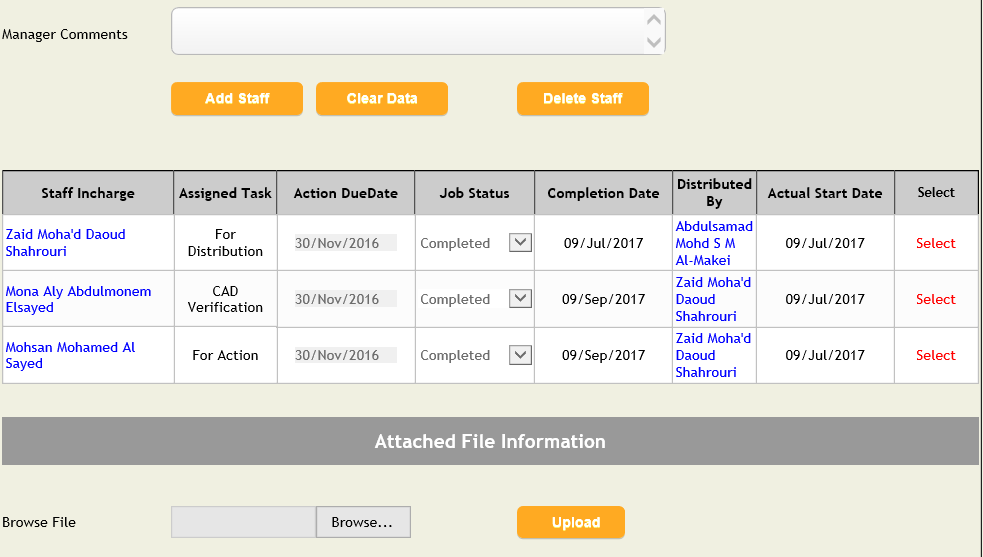 Manager Comments
Add Staff Clear Data Delete Staff
Staff Incharge Assigned Task Action DueDate Job Status Completion Date Distributed By Actual Start Date Select
Zaid Moha'd Daoud Shahrouri For Distribution 30/Nov/2016 Completed 09/Jul/2017 Abdulsamad Mohd S M Al-Makei 09/Jul/2017 Select
Mona Aly Abdulmonem Elsayed CAD Verification 30/Nov/2016 Completed 09/Sep/2017 Zaid Moha'd Daoud Shahrouri 09/Jul/2017 Select
Mohsan Mohamed Al Sayed For Action 30/Nov/2016 Completed 09/Sep/2017 Zaid Moha'd Daoud Shahrouri 09/Jul/2017 Select
Attached File Information
Browse File Browse... Upload